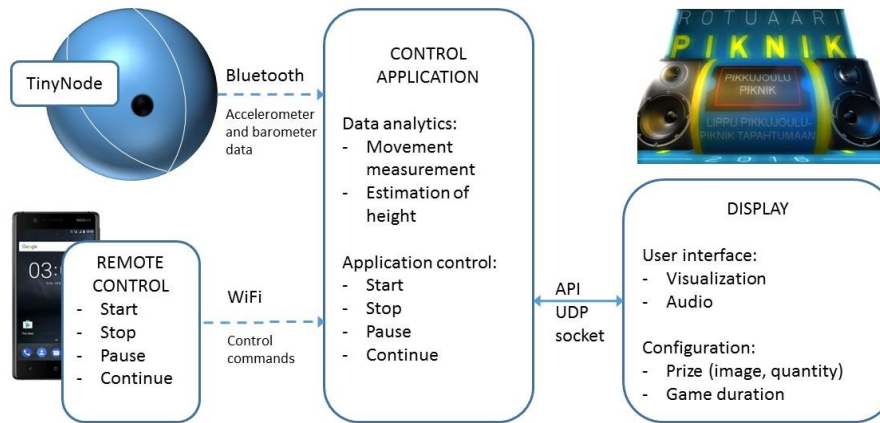 TinyNode
Bluetooth
Accelerometer
and barometer
data
REMOTE
CONTROL
- Start
- Stop
- Pause
- Continue
WiFi
Control
commands
CONTROL
APPLICATION
Data analytics:
- Movement
measurement
- Estimation of
height
Application control:
- Start
- Stop
- Pause
- Continue
API
UDP
socket
ROTUAARI
PIKNIK
PIKKUJOULU
PIKNIK
LIPPU PIKKUJOULU-
PIKNIK TAPAHTUMAAN
2016
DISPLAY
User interface:
- Visualization
- Audio
Configuration:
- Prize (image, quantity)
- Game duration
Google